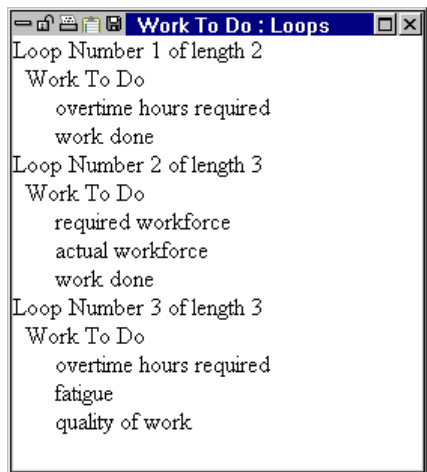 Work To Do : Loops
Loop Number 1 of length 2
Work To Do
overtime hours required
work done
Loop Number 2 of length 3
Work To Do
required workforce
actual workforce
work done
Loop Number 3 of length 3
Work To Do
overtime hours required
fatigue
quality of work